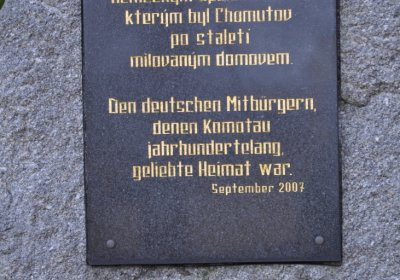 kterým byl Chomutov
po staletí
milovaným domovem.
Den deutschen Mitbürgern,
denen Komotau
jahrhundertelang,
geliebte Heimat war.
September 2007